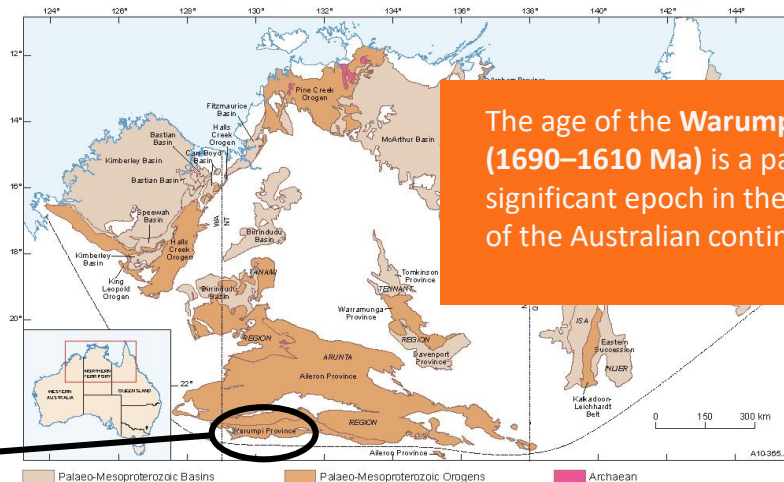 124° 126° 128° 130° 132° 134° 136° 138° 140° 142° 144°
12°
14°
16°
18°
20°
22°
Pine Creek
Orogen
Fitzmaurice
Basin
Halls
Creek
Orogen
Bastian
Basin
Carr Boyd
Basin
Kimberley Basin
Bastian Basin
McArthur Basin
Speewah
Basin
Halls
Creek
Orogen
Kimberley
Basin
King
Leopold
Orogen
WA
NT
Birrindudu
Basin
TANAMI
Birrindudu
Basin
REGION
Tomkinson
Province
TENNANT
Warramunga
Province
REGION
Davenport
Province
ARUNTA
Aileron Province
REGION
Warumpi Province
Aileron Province
ISA
Eastern
Succession
INLIER
Kalkadoon-
Leichhardt
Belt
The age of the Warump
(1690–1610 Ma) is a pa
significant epoch in the
of the Australian contin
WESTERN
AUSTRALIA
NORTHERN
TERRITORY
QUEENSLAND
0 150 300 km
A10-365.
Palaeo-Mesoproterozoic Basins
Palaeo-Mesoproterozoic Orogens
Archaean